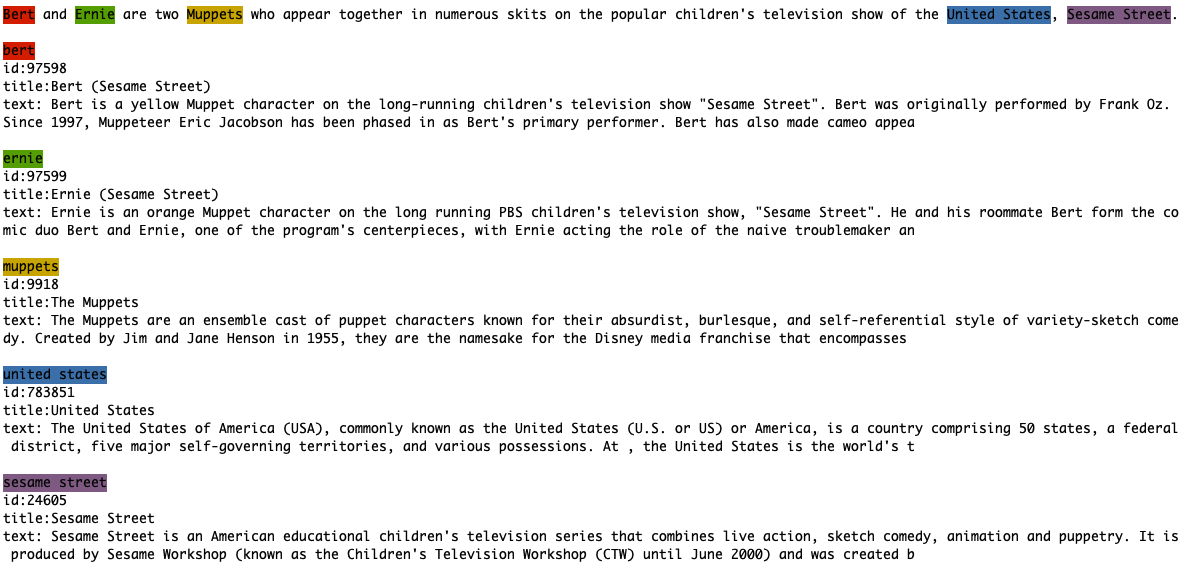 Bert and Ernie are two Muppets who appear together in numerous skits on the popular children's television show of the United States, Sesame Street.
bert
id:97598
title:Bert (Sesame Street)
text: Bert is a yellow Muppet character on the long-running children's television show "Sesame Street". Bert was originally performed by Frank Oz.
Since 1997, Muppeteer Eric Jacobson has been phased in as Bert's primary performer. Bert has also made cameo appea
ernie
id:97599
title:Ernie (Sesame Street)
text: Ernie is an orange Muppet character on the long running PBS children's television show, "Sesame Street". He and his roommate Bert form the co
mic duo Bert and Ernie, one of the program's centerpieces, with Ernie acting the role of the naive troublemaker an
muppets
id:9918
title:The Muppets
text: The Muppets are an ensemble cast of puppet characters known for their absurdist, burlesque, and self-referential style of variety-sketch come
dy. Created by Jim and Jane Henson in 1955, they are the namesake for the Disney media franchise that encompasses
united states
id:783851
title:United States
text: The United States of America (USA), commonly known as the United States (U.S. or US) or America, is a country comprising 50 states, a federal
district, five major self-governing territories, and various possessions. At , the United States is the world's t
sesame street
id:24605
title:Sesame Street
text: Sesame Street is an American educational children's television series that combines live action, sketch comedy, animation and puppetry. It is
produced by Sesame Workshop (known as the Children's Television Workshop (CTW) until June 2000) and was created b